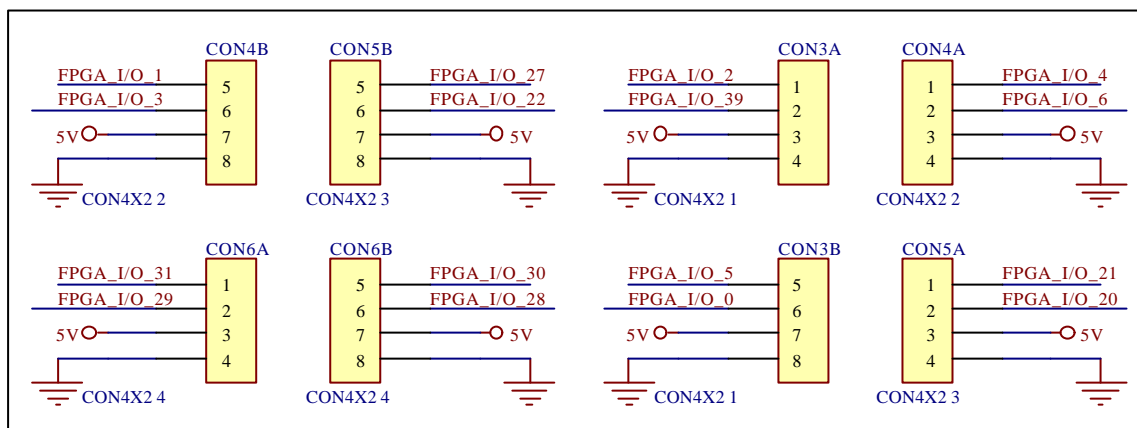 CON4B
FPGA_I/O_1
FPGA_I/O_3
5V
5
6
7
8
CON4X2 2
CON5B
5
6
7
8
FPGA_I/O_27
FPGA_I/O_22
5V
CON4X2 3
CON3A
FPGA_I/O_2
FPGA_I/O_39
5V
1
2
3
4
CON4X2 1
CON4A
1
2
3
4
FPGA_I/O_4
FPGA_I/O_6
5V
CON4X2 2
CON6A
FPGA_I/O_31
FPGA_I/O_29
5V
1
2
3
4
CON4X2 4
CON6B
5
6
7
8
FPGA_I/O_30
FPGA_I/O_28
5V
CON4X2 4
CON3B
FPGA_I/O_5
FPGA_I/O_0
5V
5
6
7
8
CON4X2 1
CON5A
1
2
3
4
FPGA_I/O_21
FPGA_I/O_20
5V
CON4X2 3